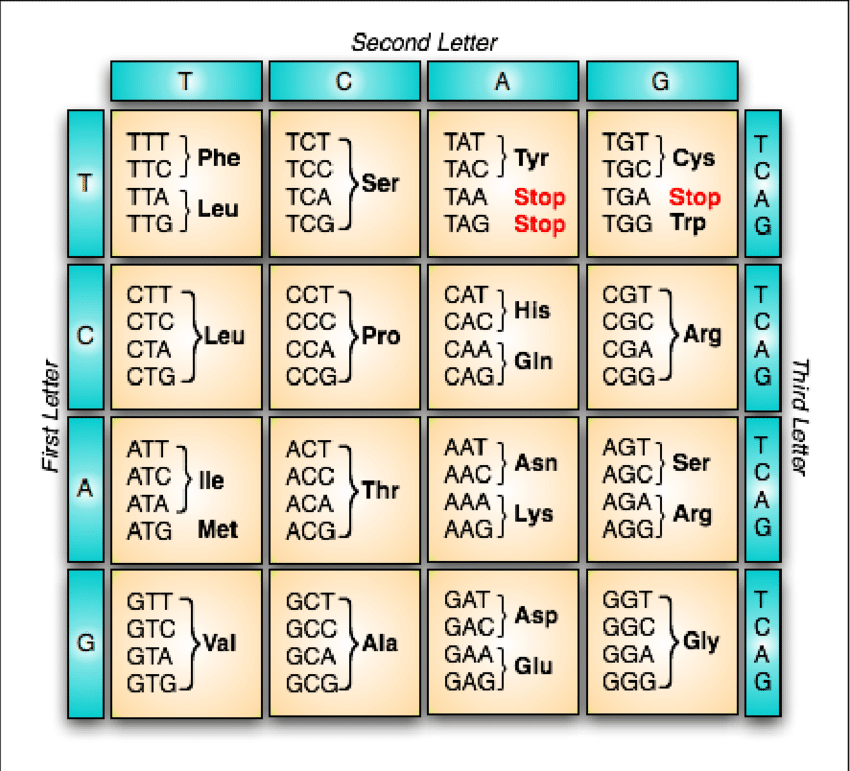 Second Letter
T C A G
T
TTT TCT TAT TGT T
Phe Tyr Cys
TTC TCC TAC TGC C
Ser
TTA TCA TAA Stop TGA Stop A
Leu
TTG TCG TAG Stop TGG Trp G
C
CTT CCT CAT CGT T
His
CTC CCC CAC CGC C
Leu Pro Arg
CTA CCA CAA CGA A
Gln
CTG CCG CAG CGG G
First Letter
Third Letter
A
ATT ACT AAT AGT T
Asn Ser
ATC ACC AAC AGC C
Ile Thr
ATA ACA AAA AGA A
Lys Arg
ATG Met ACG AAG AGG G
G
GTT GCT GAT GGT T
Asp
GTC GCC GAC GGC C
Val Ala Gly
GTA GCA GAA GGA A
Glu
GTG GCG GAG GGG G